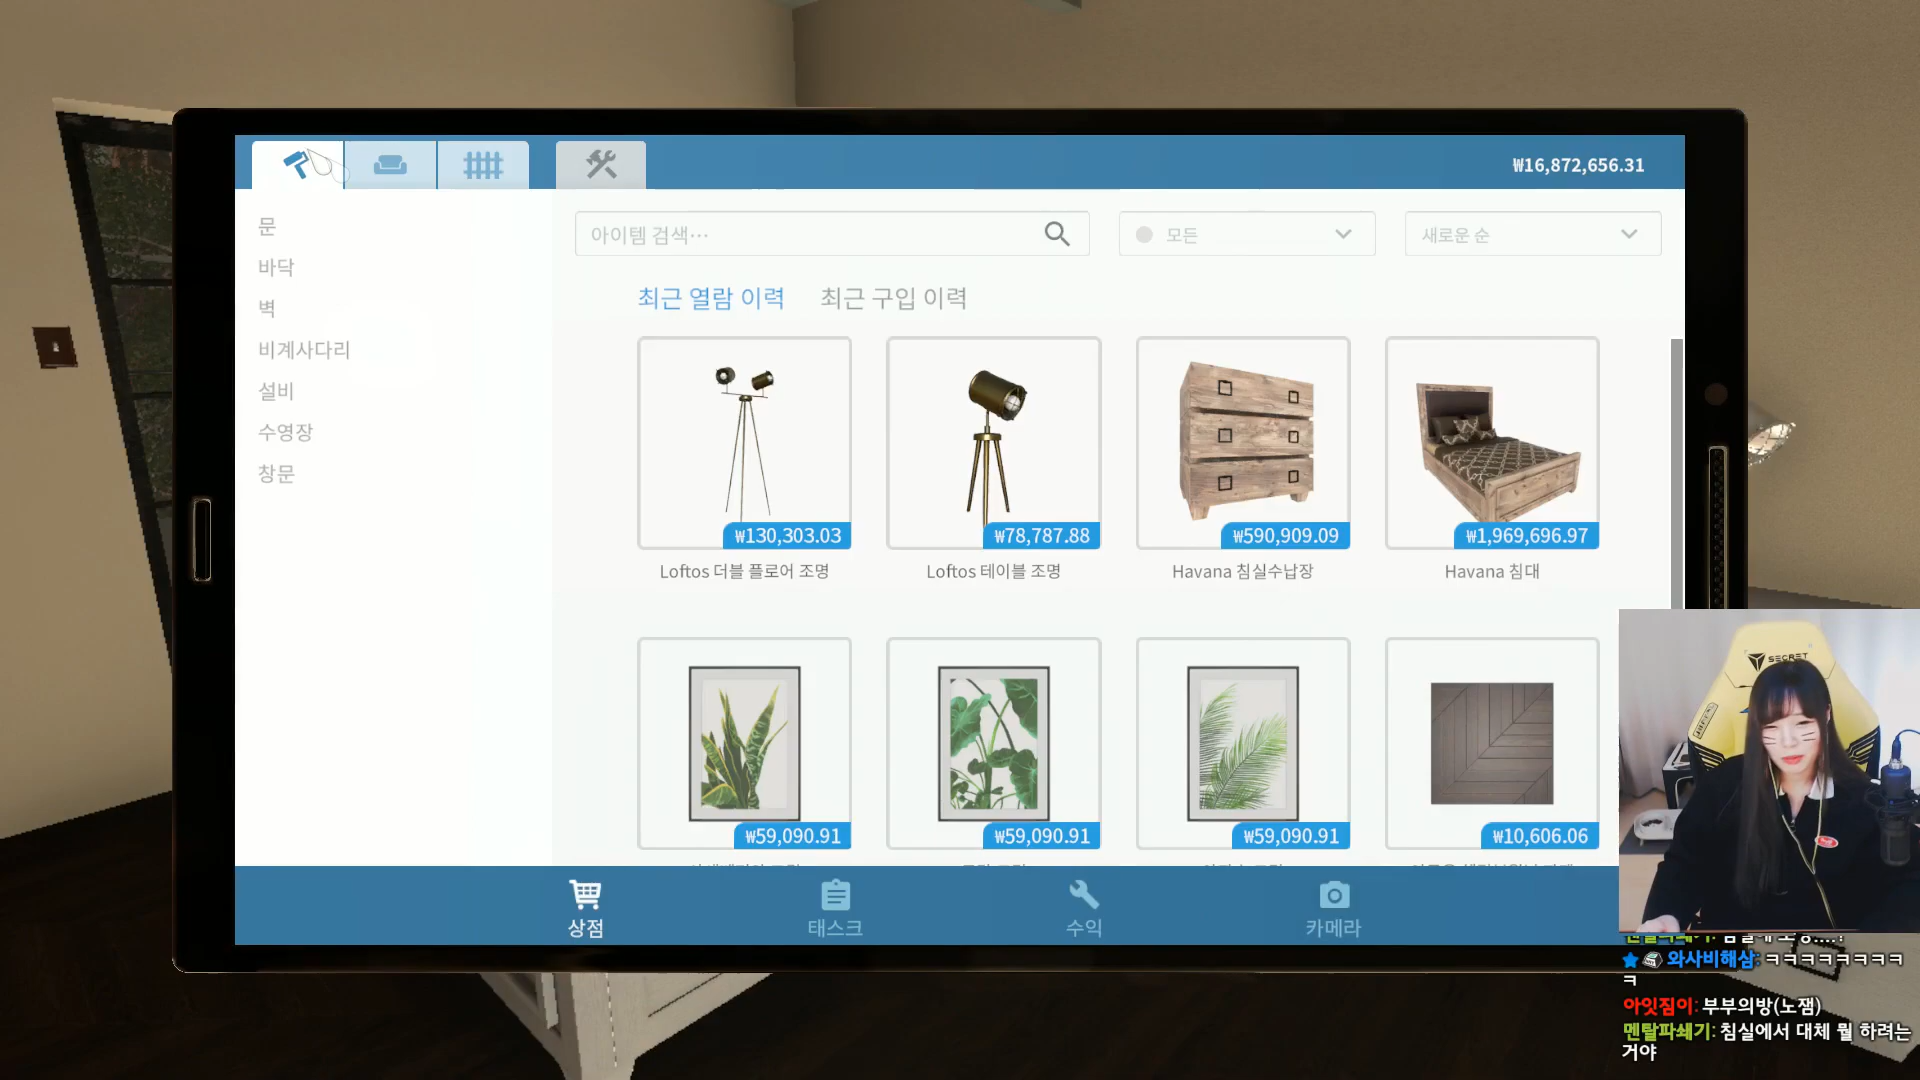 ₩16,872,656.31
문
바닥
벽
비계사다리
설비
수영장
창문
아이템 검색…
모든
새로운 순
최근 열람 이력
최근 구입 이력
₩130,303.03
₩78,787.88
₩590,909.09
₩1,969,696.97
Loftos 더블 플로어 조명
Loftos 테이블 조명
Havana 침실수납장
Havana 침대
₩59,090.91
₩59,090.91
₩59,090.91
₩10,606.06
상점
태스크
수익
카메라
SECRET
와사비해삼: ㅋㅋㅋㅋㅋㅋㅋㅋ
ㅋ
아잇짐이: 부부의방(노잼)
멘탈파쇄기: 침실에서 대체 뭘 하려는
거야